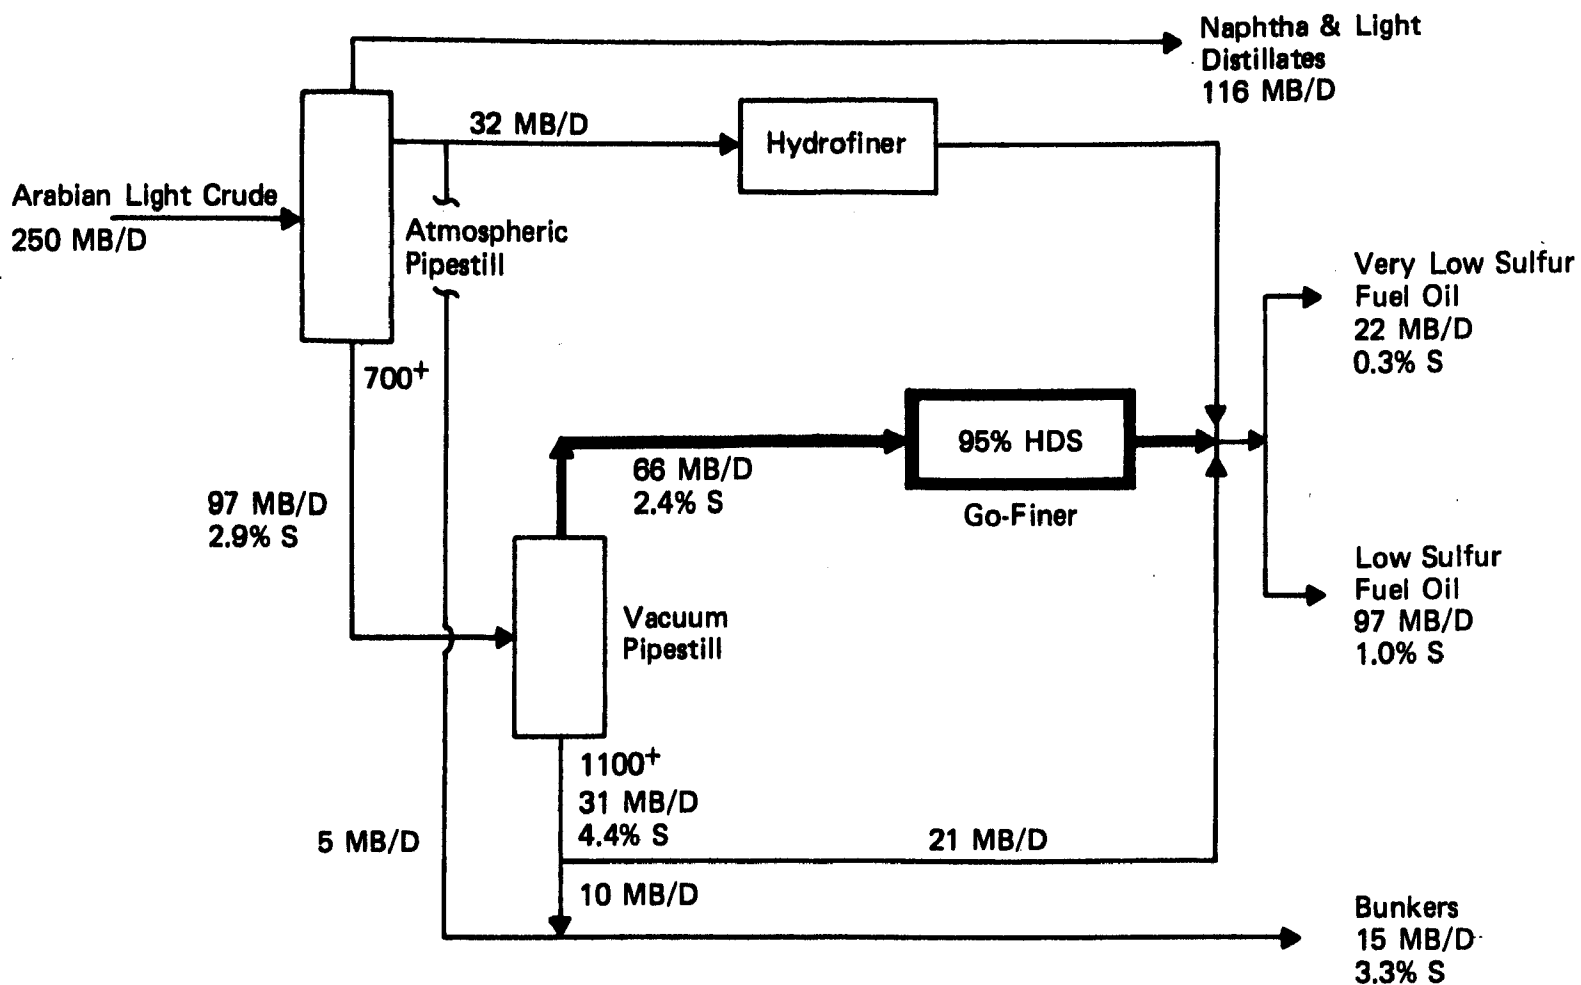 Naphtha & Light
Distillates
116 MB/D
32 MB/D
Hydrofiner
Arabian Light Crude
250 MB/D
Atmospheric
Pipestill
Very Low Sulfur
Fuel Oil
22 MB/D
0.3% S
700+
95% HDS
66 MB/D
2.4% S
Go-Finer
97 MB/D
2.9% S
Low Sulfur
Fuel Oil
97 MB/D
1.0% S
Vacuum
Pipestill
1100+
31 MB/D
4.4% S
5 MB/D
21 MB/D
10 MB/D
Bunkers
15 MB/D
3.3% S